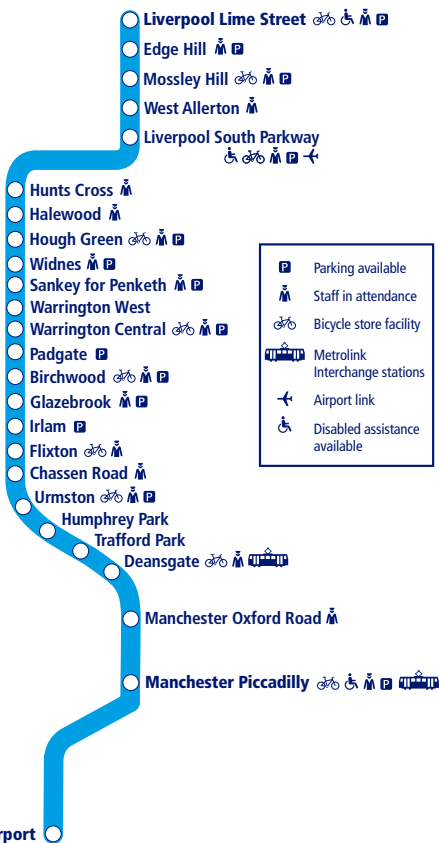 Liverpool Lime Street P
Edge Hill P
Mossley Hill P
West Allerton
Liverpool South Parkway
P
Hunts Cross
Halewood
Hough Green P
Widnes P
Sankey for Penketh P
Warrington West
Warrington Central P
Padgate P
Birchwood P
Glazebrook P
Irlam P
Flixton
Chassen Road
Urmston P
Humphrey Park
Trafford Park
Deansgate
Manchester Oxford Road
Manchester Piccadilly P
P Parking available
Staff in attendance
Bicycle store facility
Metrolink
Interchange stations
Airport link
Disabled assistance
available